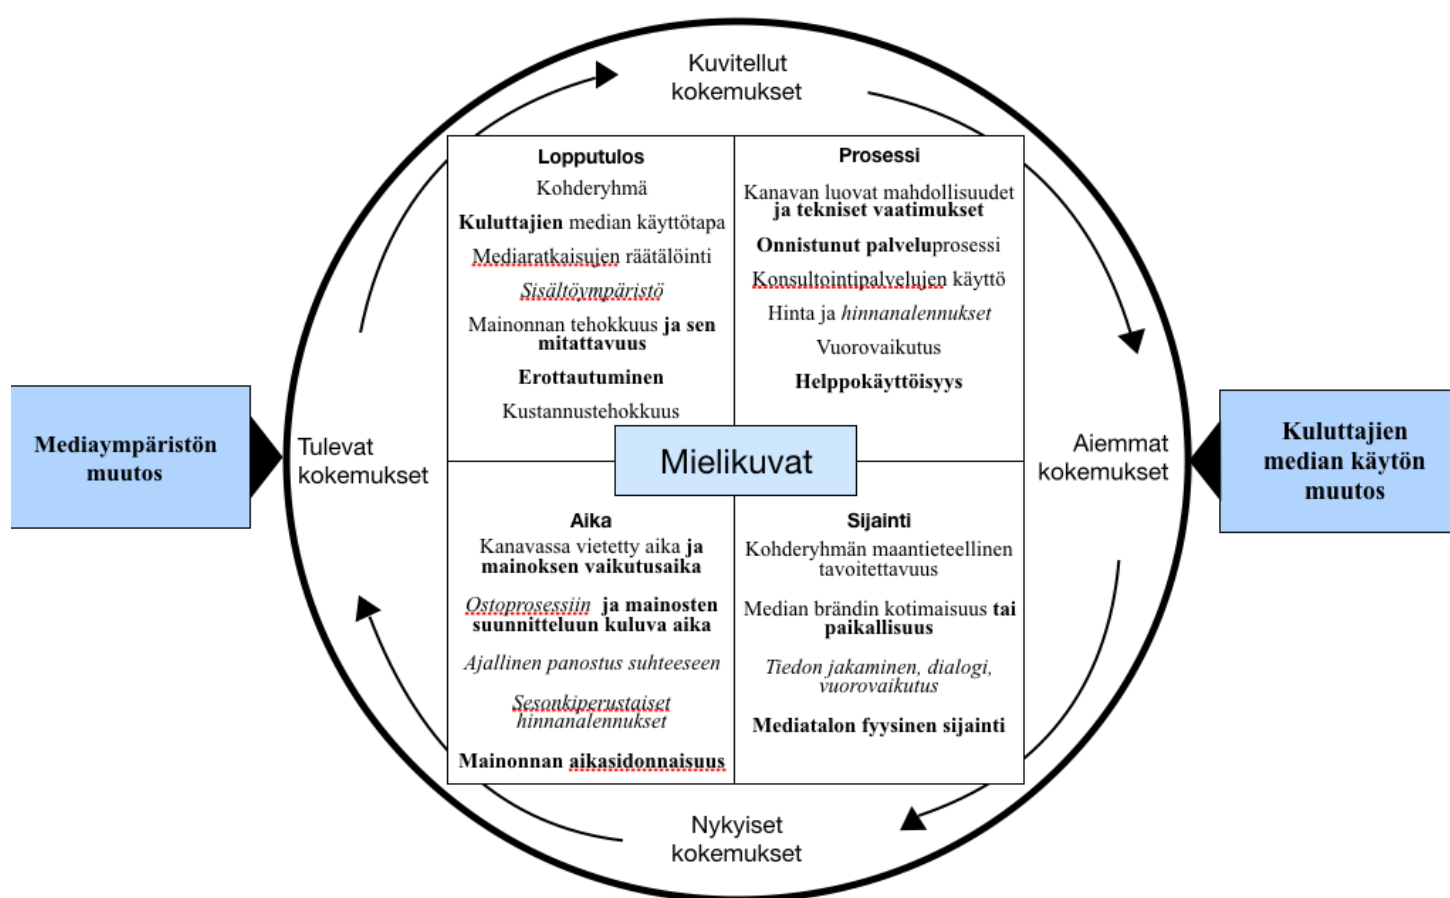 Kuvitellut
kokemukset
Lopputulos
Kohderyhmä
Kuluttajien median käyttötapa
Mediaratkaisujen räätälöinti
Sisältöympäristö
Mainonnan tehokkuus ja sen
mitattavuus
Erottautuminen
Kustannustehokkuus
Prosessi
Kanavan luovat mahdollisuudet
ja tekniset vaatimukset
Onnistunut palveluprosessi
Konsultointipalvelujen käyttö
Hinta ja hinnanalennukset
Vuorovaikutus
Helppokäyttöisyys
Mediaympäristön
muutos
Tulevat
kokemukset
Mielikuvat
Aiemmat
kokemukset
Kuluttajien
median käytön
muutos
Aika
Kanavassa vietetty aika ja
mainoksen vaikutusaika
Ostoprosessiin ja mainosten
suunnitteluun kuluva aika
Ajallinen panostus suhteeseen
Sesonkiperustaiset
hinnanalennukset
Mainonnan aikasidonnaisuus
Sijainti
Kohderyhmän maantieteellinen
tavoitettavuus
Median brändin kotimaisuus tai
paikallisuus
Tiedon jakaminen, dialogi,
vuorovaikutus
Mediatalon fyysinen sijainti
Nykyiset
kokemukset